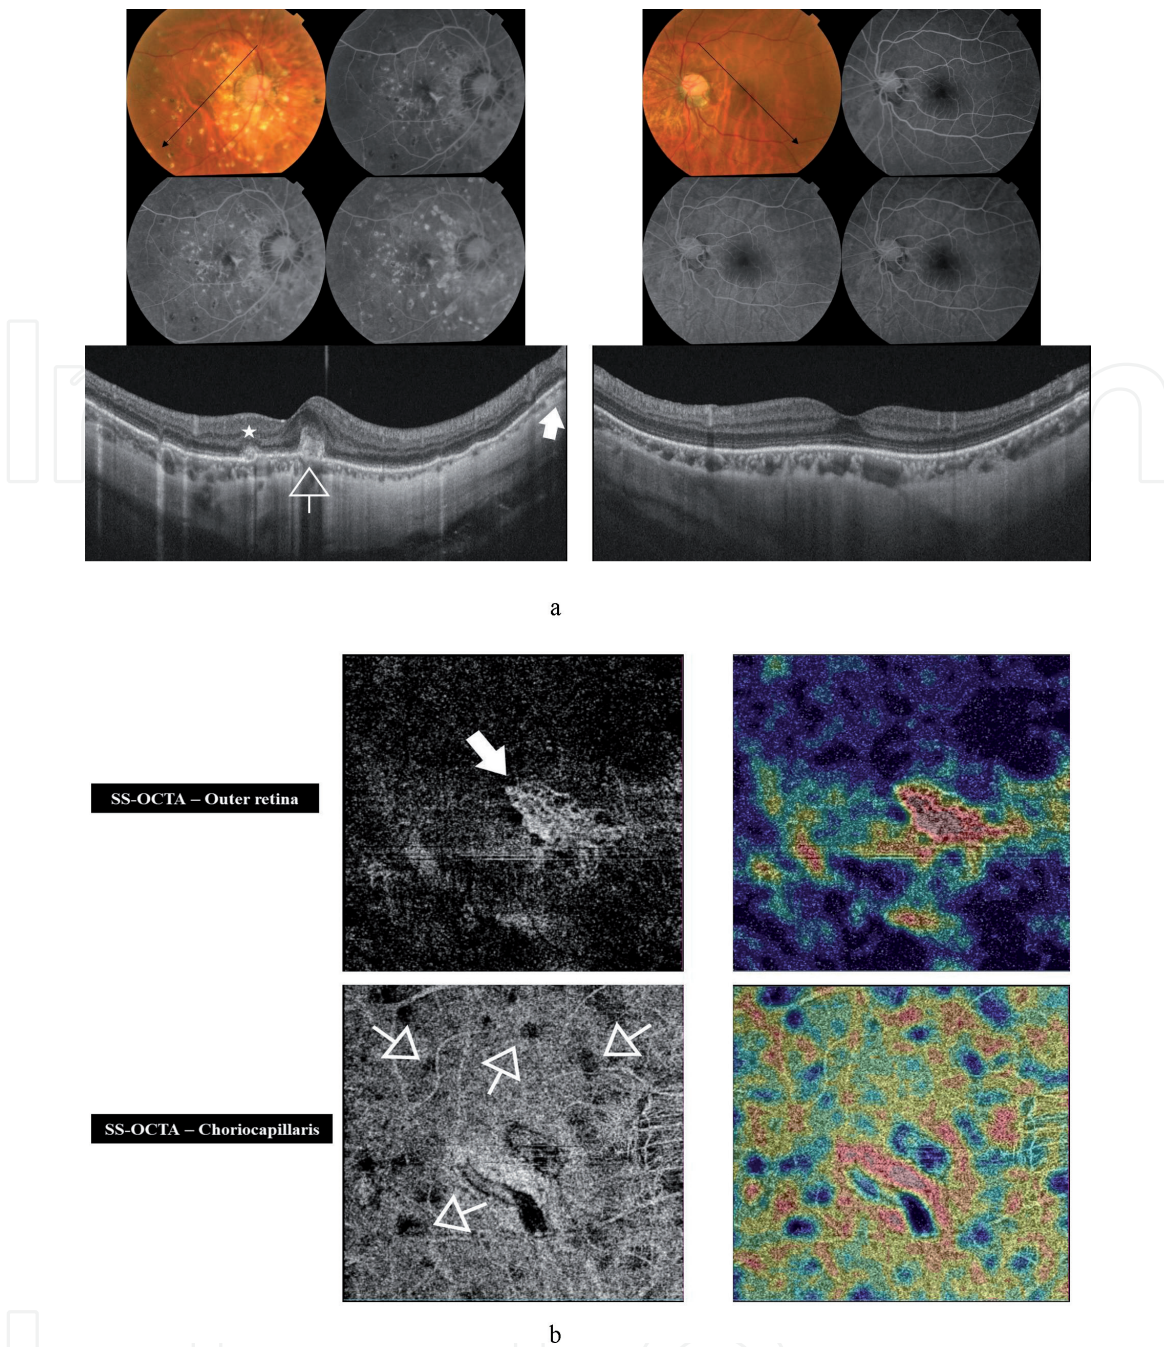 a
SS-OCTA – Outer retina
SS-OCTA – Choriocapillaris
b